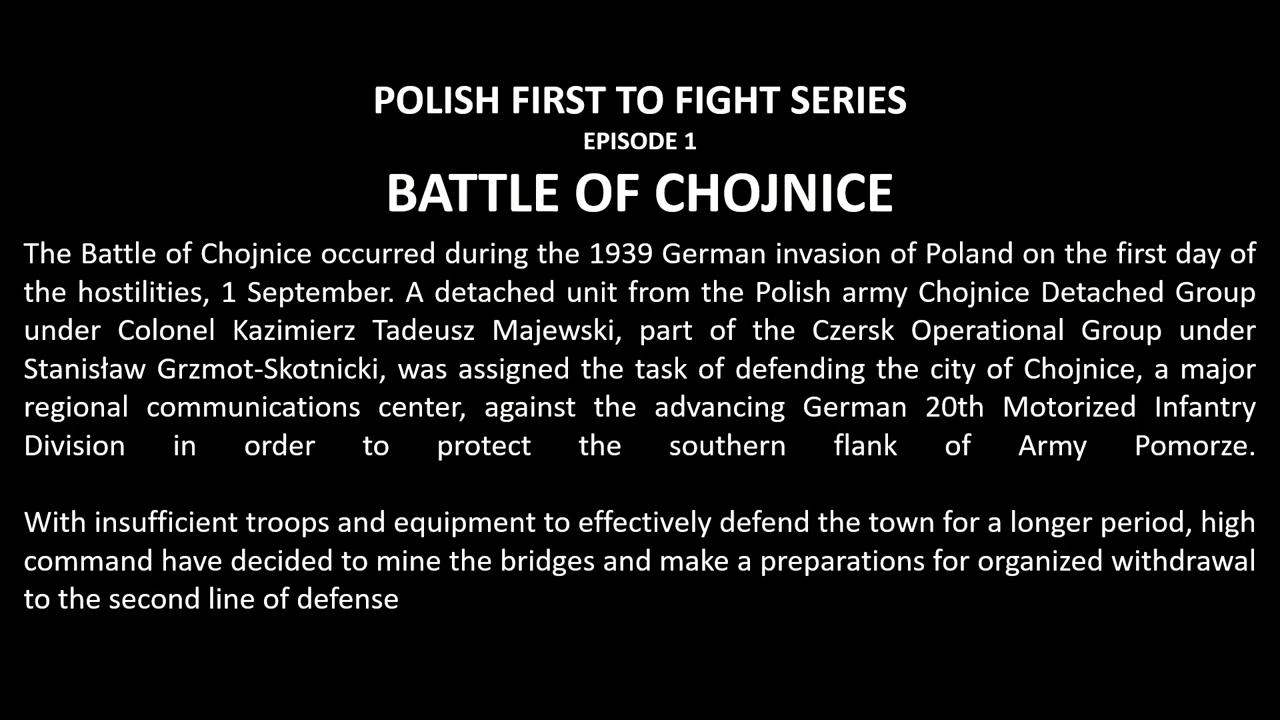 POLISH FIRST TO FIGHT SERIES
EPISODE 1
BATTLE OF CHOJNICE
The Battle of Chojnice occurred during the 1939 German invasion of Poland on the first day of
the hostilities, 1 September. A detached unit from the Polish army Chojnice Detached Group
under Colonel Kazimierz Tadeusz Majewski, part of the Czersk Operational Group under
Stanisław Grzmot-Skotnicki, was assigned the task of defending the city of Chojnice, a major
regional communications center, against the advancing German 20th Motorized Infantry
Division in order to protect the southern flank of Army Pomorze.
With insufficient troops and equipment to effectively defend the town for a longer period, high
command have decided to mine the bridges and make a preparations for organized withdrawal
to the second line of defense